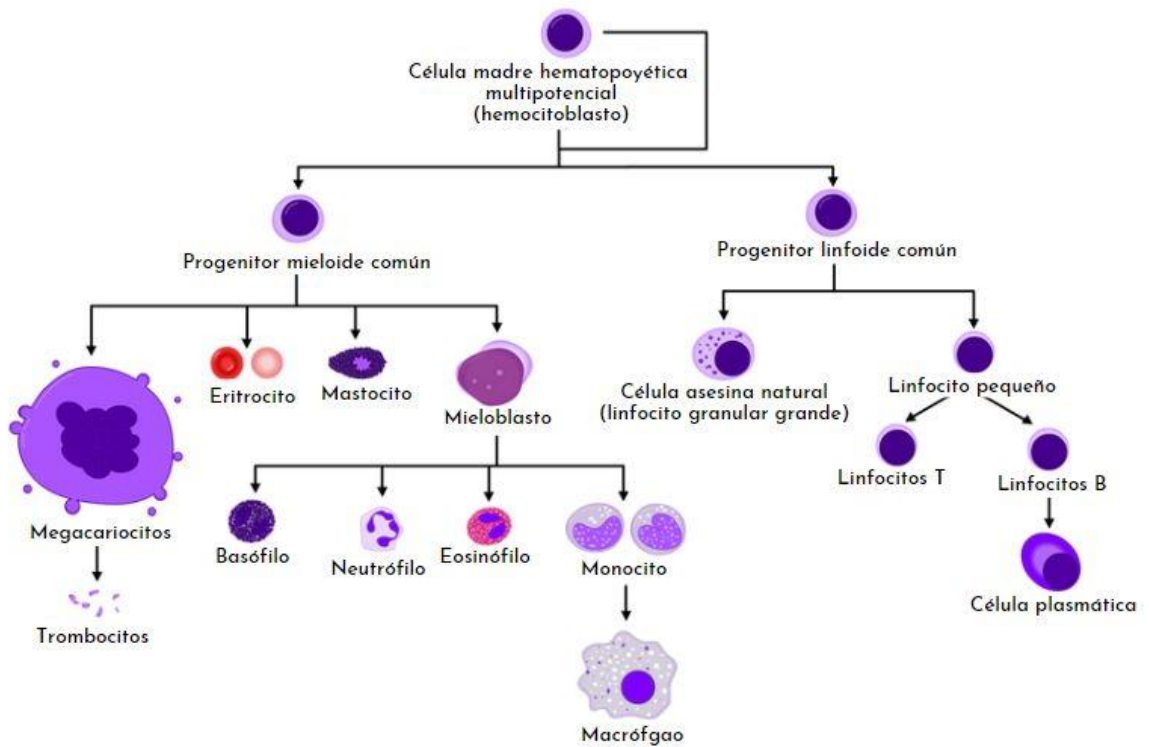 Célula madre hematopoyética
multipotencial
(hemocitoblasto)
Progenitor mieloide común
Progenitor linfoide común
Eritrocito
Mastocito
Mieloblasto
Célula asesina natural
(linfocito granular grande)
Linfocito pequeño
Linfocitos T
Linfocitos B
Megacariocitos
Basófilo
Neutrófilo
Eosinófilo
Monocito
Célula plasmática
Trombocitos
Macrófgao